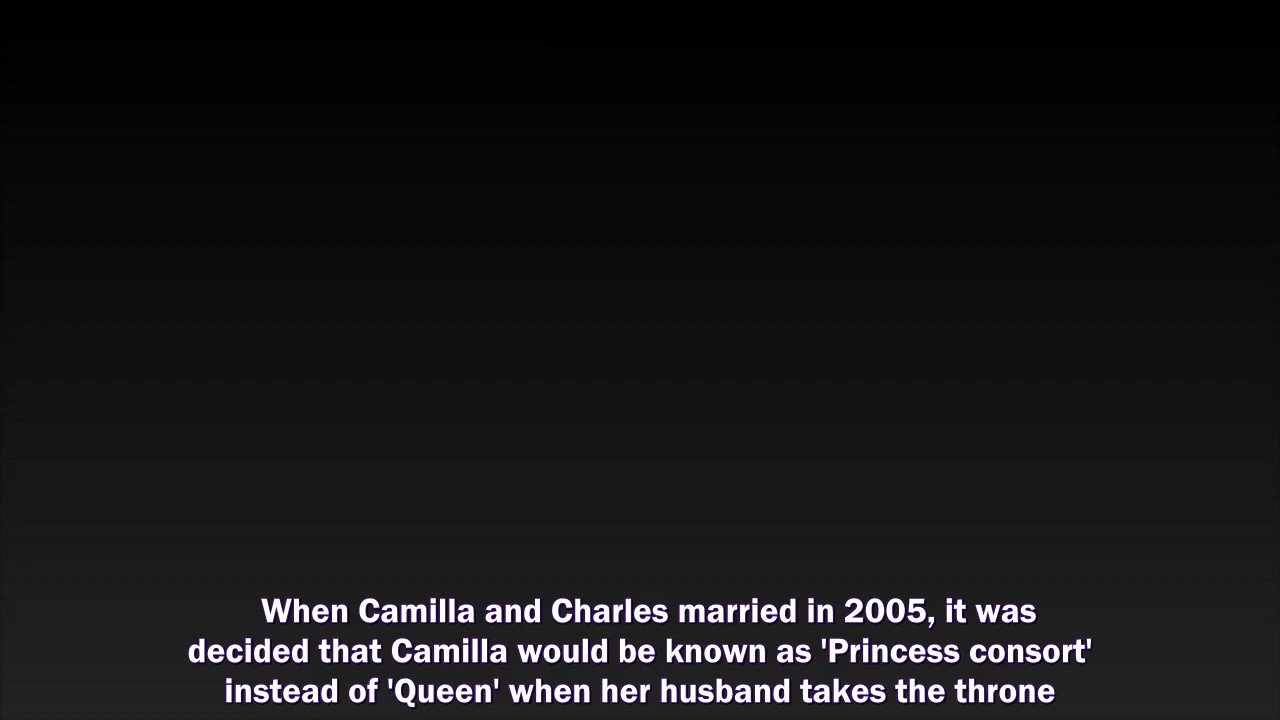 When Camilla and Charles married in 2005, it was
decided that Camilla would be known as 'Princess consort'
instead of 'Queen' when her husband takes the throne